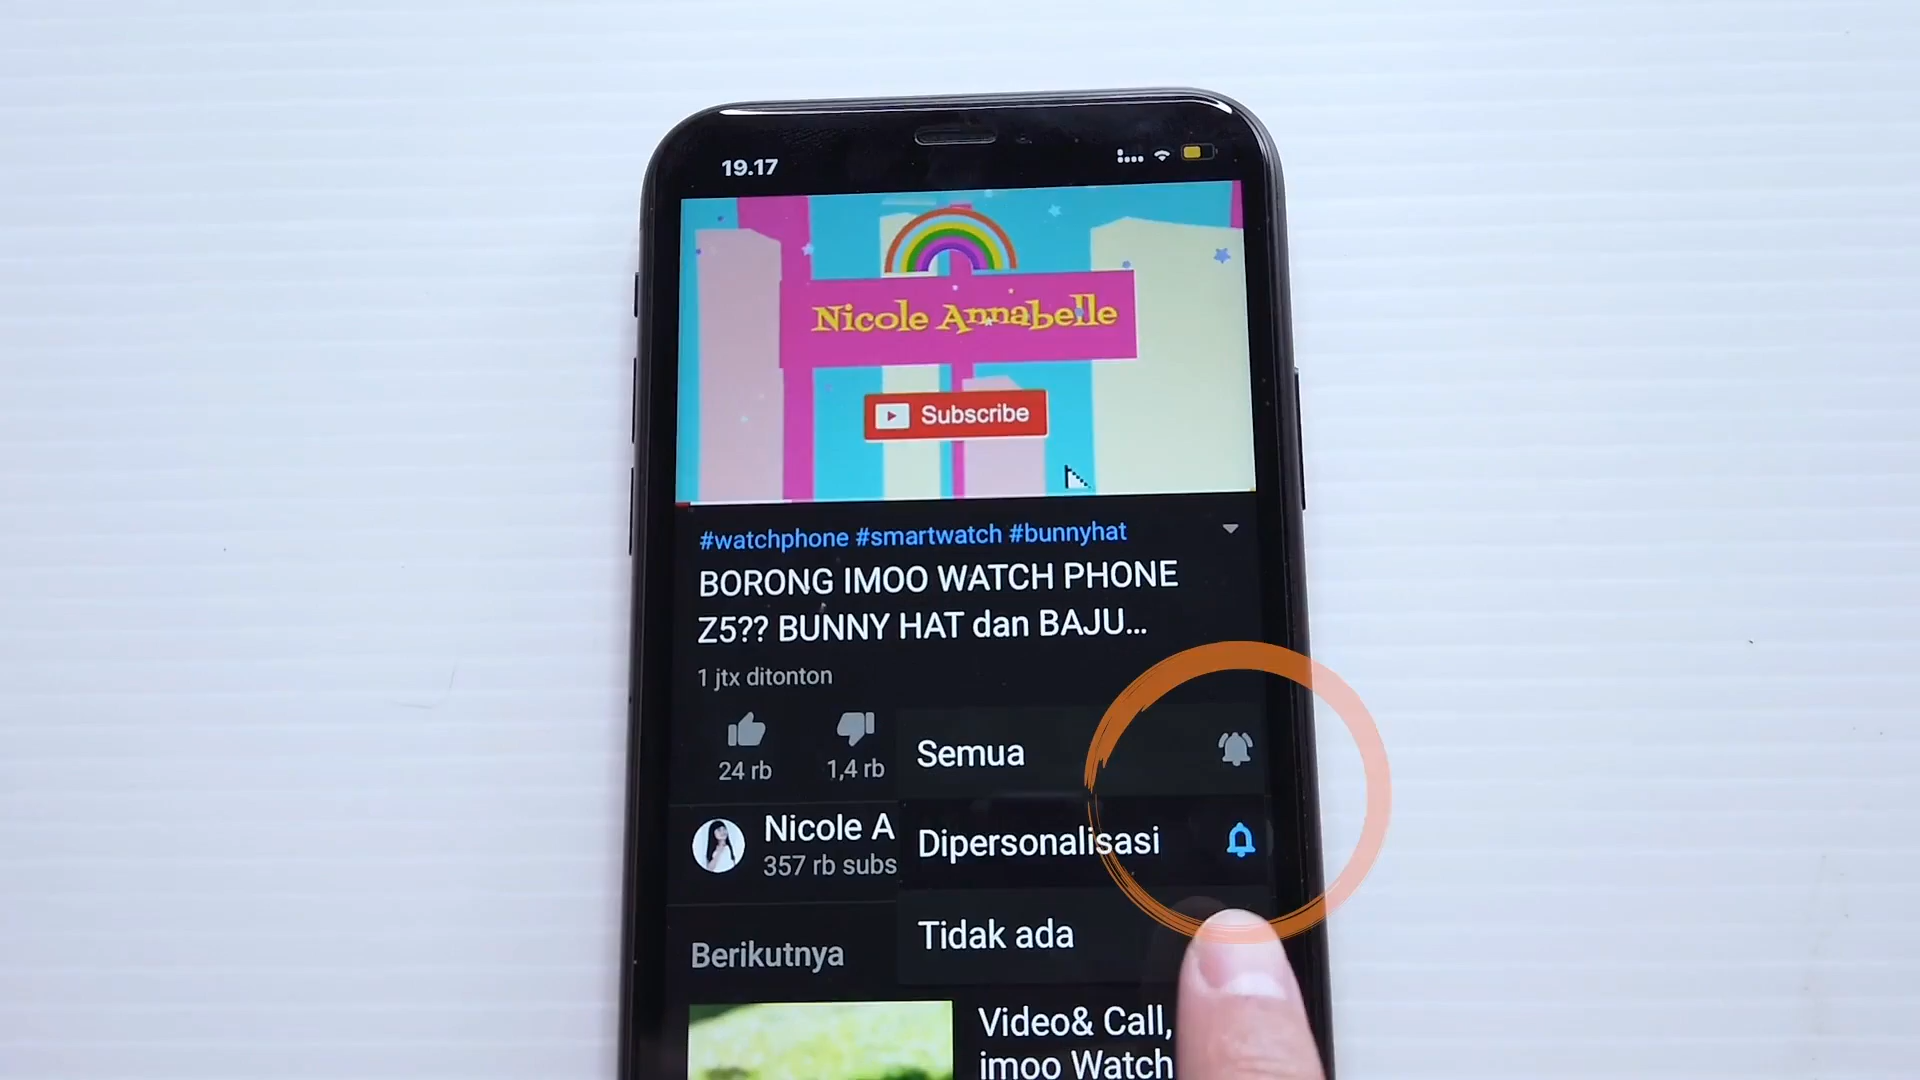 19.17
Nicole Annabelle
Subscribe
#watchphone #smartwatch #bunnyhat
BORONG IMOO WATCH PHONE
Z5?? BUNNY HAT dan BAJU...
1 jtx ditonton
24 rb
1,4 rb
Semua
Nicole A
357 rb subs
Dipersonalisasi
Tidak ada
Berikutnya
Video& Call,
imoo Watch